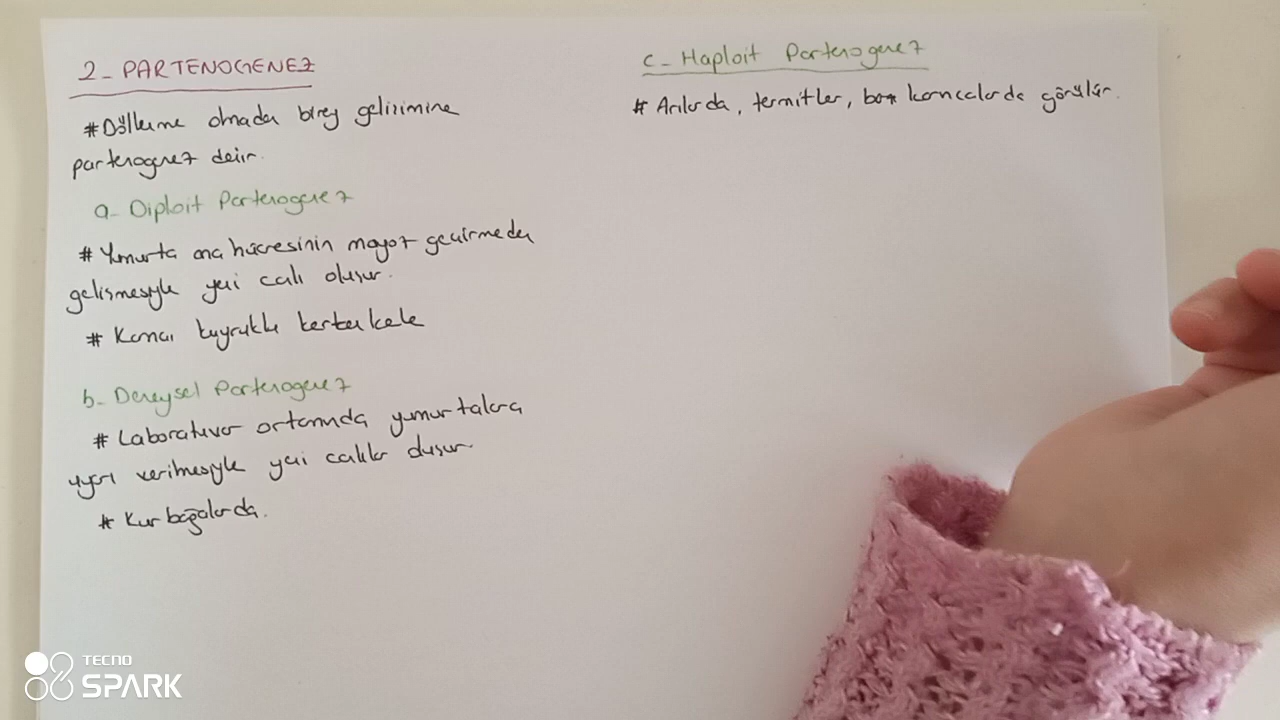 2- PARTENOGENEZ
# Döllenme olmadan birey gelişimine
partenogenez denir.
a- Diploit Partenogenez
# Yumurta ana hücresinin mayoz geçirmeden
gelişmesiyle yeni canlı oluşur.
# Kamçı kuyruklu kertenkele
b- Deneysel Partenogenez
# Laboratuvar ortamında yumurtalara
uyarı verilmesiyle yeni canlılar oluşur.
# Kurbağalarda.
c- Haploit Partenogenez
# Arılarda, termitler, bazı karıncalarda görülür.
TECNO
SPARK